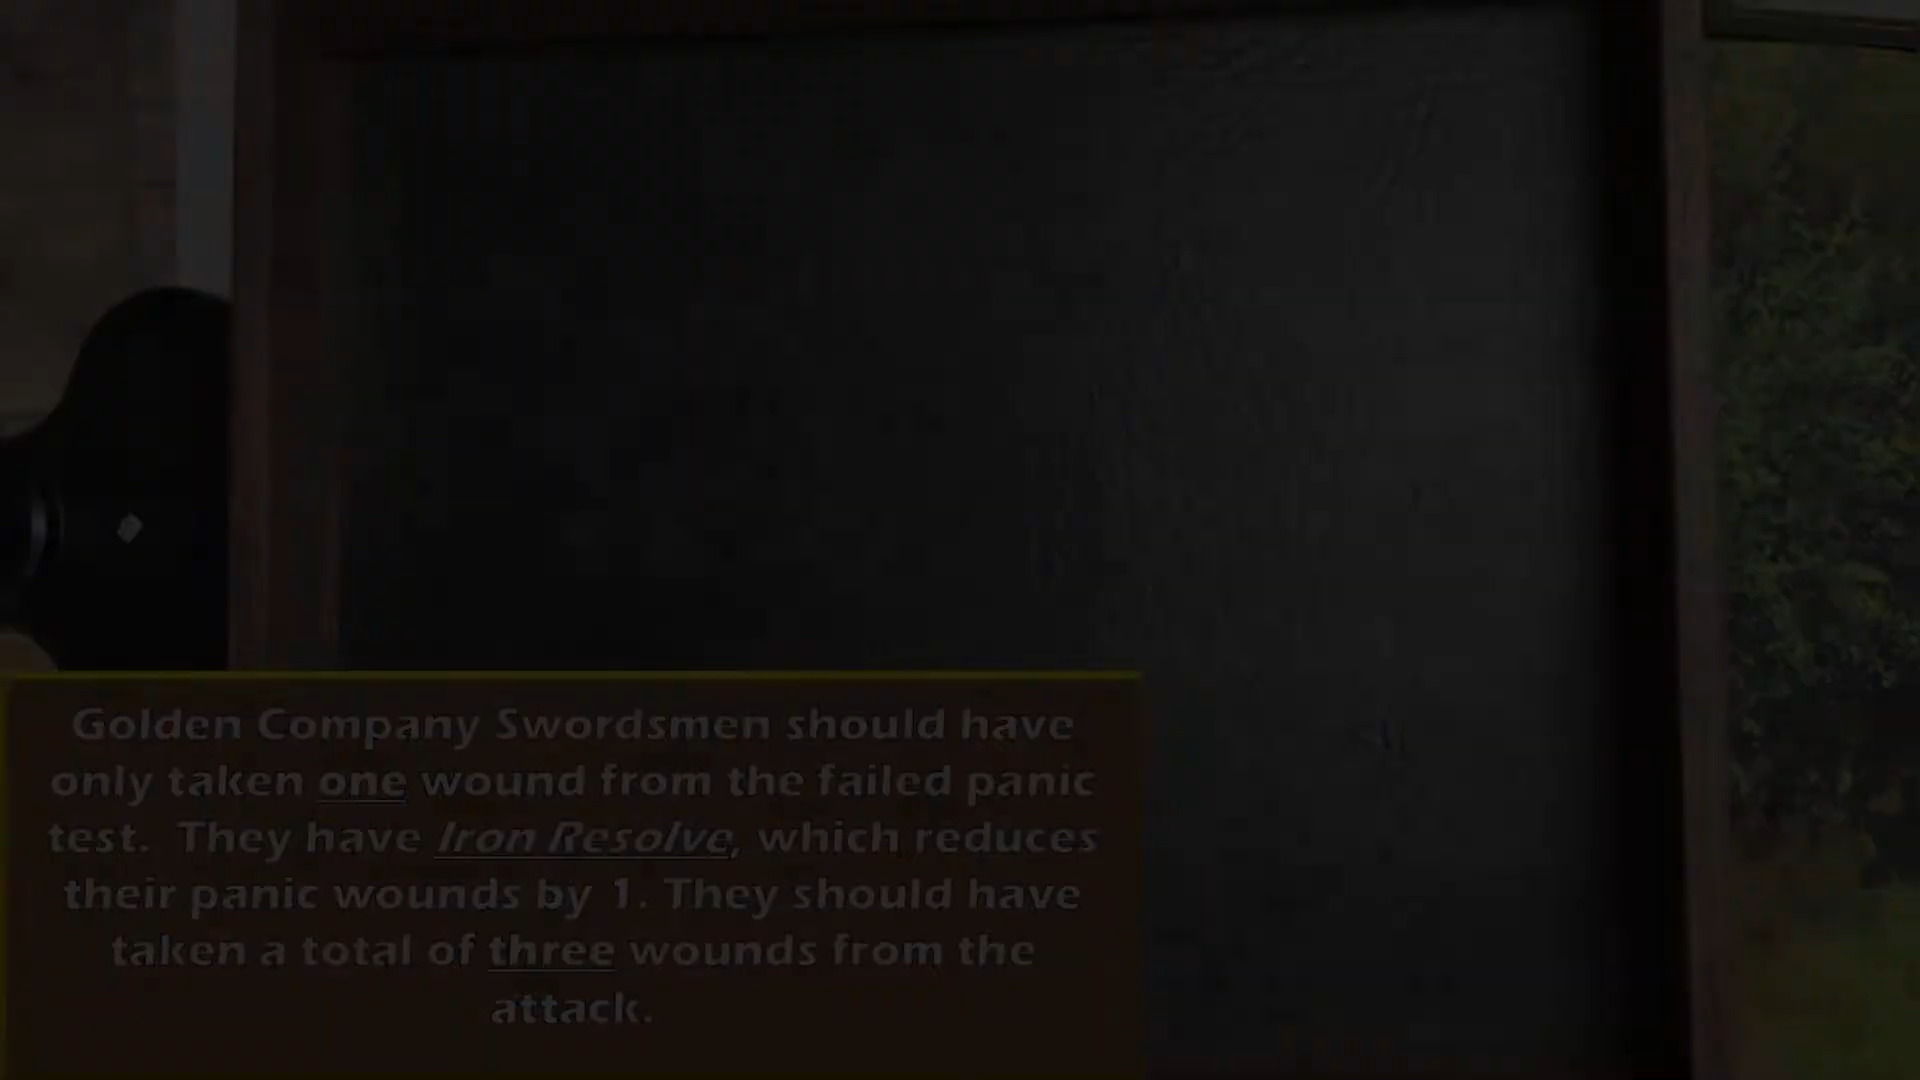 Golden Company Swordsmen should have
only taken one wound from the failed panic
test. They have Iron Resolve, which reduces
their panic wounds by 1. They should have
taken a total of three wounds from the
attack.